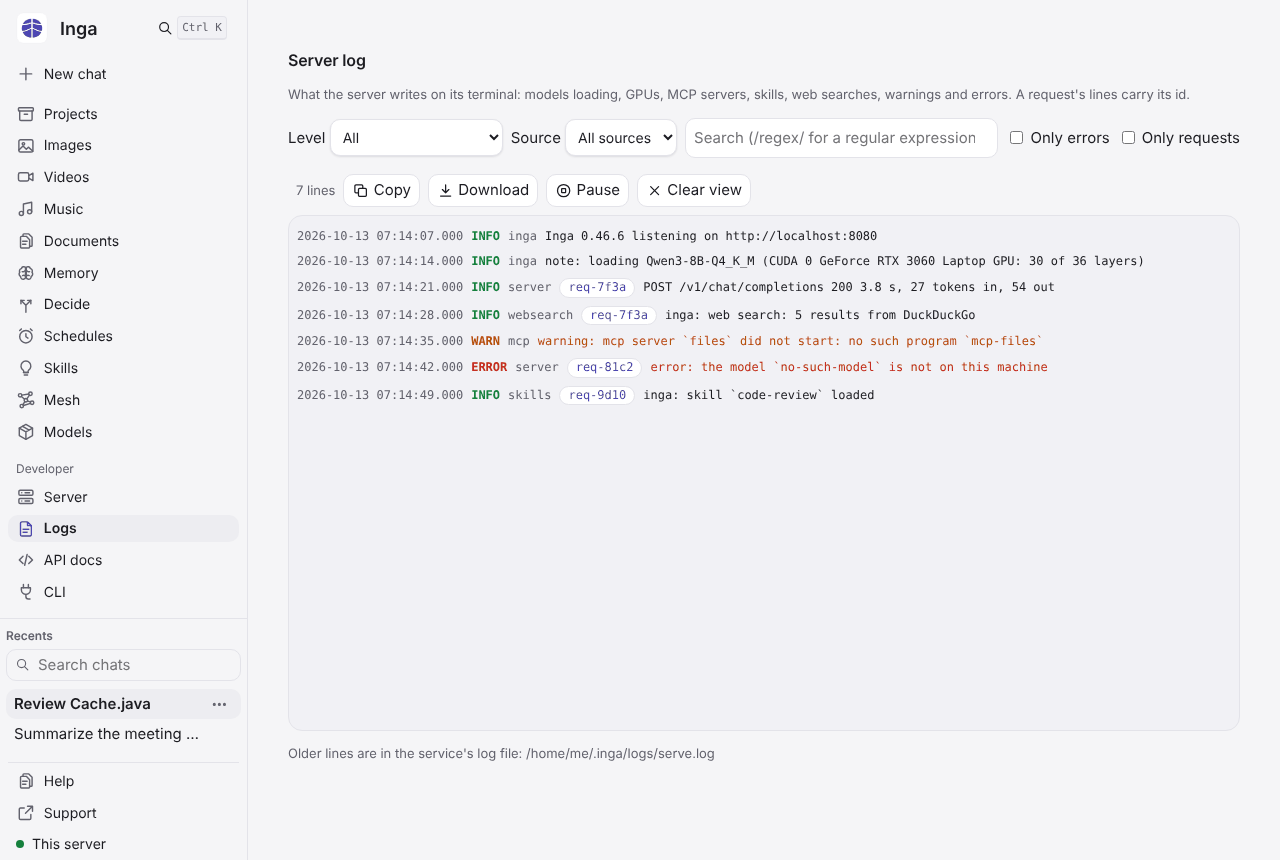 Inga
Ctrl K
New chat
Projects
Images
Videos
Music
Documents
Memory
Decide
Schedules
Skills
Mesh
Models
Developer
Server
Logs
API docs
CLI
Recents
Search chats
Review Cache.java
Summarize the meeting ...
Help
Support
This server
Server log
What the server writes on its terminal: models loading, GPUs, MCP servers, skills, web searches, warnings and errors. A request's lines carry its id.
Level All Source All sources Search (/regex/ for a regular expression Only errors Only requests
7 lines Copy Download Pause Clear view
2026-10-13 07:14:07.000 INFO inga Inga 0.46.6 listening on http://localhost:8080
2026-10-13 07:14:14.000 INFO inga note: loading Qwen3-8B-Q4_K_M (CUDA 0 GeForce RTX 3060 Laptop GPU: 30 of 36 layers)
2026-10-13 07:14:21.000 INFO server req-7f3a POST /v1/chat/completions 200 3.8 s, 27 tokens in, 54 out
2026-10-13 07:14:28.000 INFO websearch req-7f3a inga: web search: 5 results from DuckDuckGo
2026-10-13 07:14:35.000 WARN mcp warning: mcp server `files` did not start: no such program `mcp-files`
2026-10-13 07:14:42.000 ERROR server req-81c2 error: the model `no-such-model` is not on this machine
2026-10-13 07:14:49.000 INFO skills req-9d10 inga: skill `code-review` loaded
Older lines are in the service's log file: /home/me/.inga/logs/serve.log